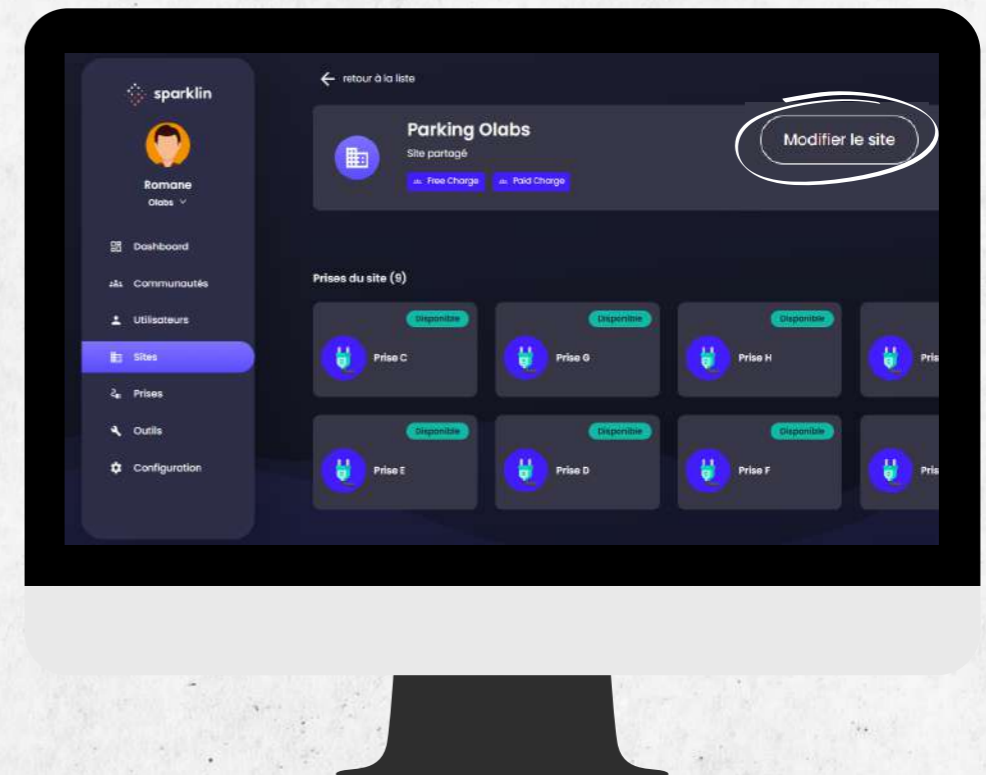 sparklin
Romane
Olabs
Dashboard
Communautés
Utilisateurs
Sites
Prises
Outils
Configuration
retour à la liste
Parking Olabs
Site partagé
Free Charge
Paid Charge
Modifier le site
Prises du site (9)
Disponible
Disponible
Disponible
Prise C
Prise G
Prise H
Pris
Disponible
Disponible
Disponible
Prise E
Prise D
Prise F
Pris